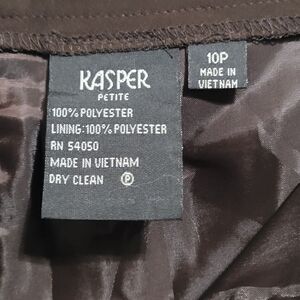 KASPER
PETITE
100% POLYESTER
LINING: 100% POLYESTER
RN 54050
MADE IN VIETNAM
DRY CLEAN Ⓟ
10P
MADE IN
VIETNAM